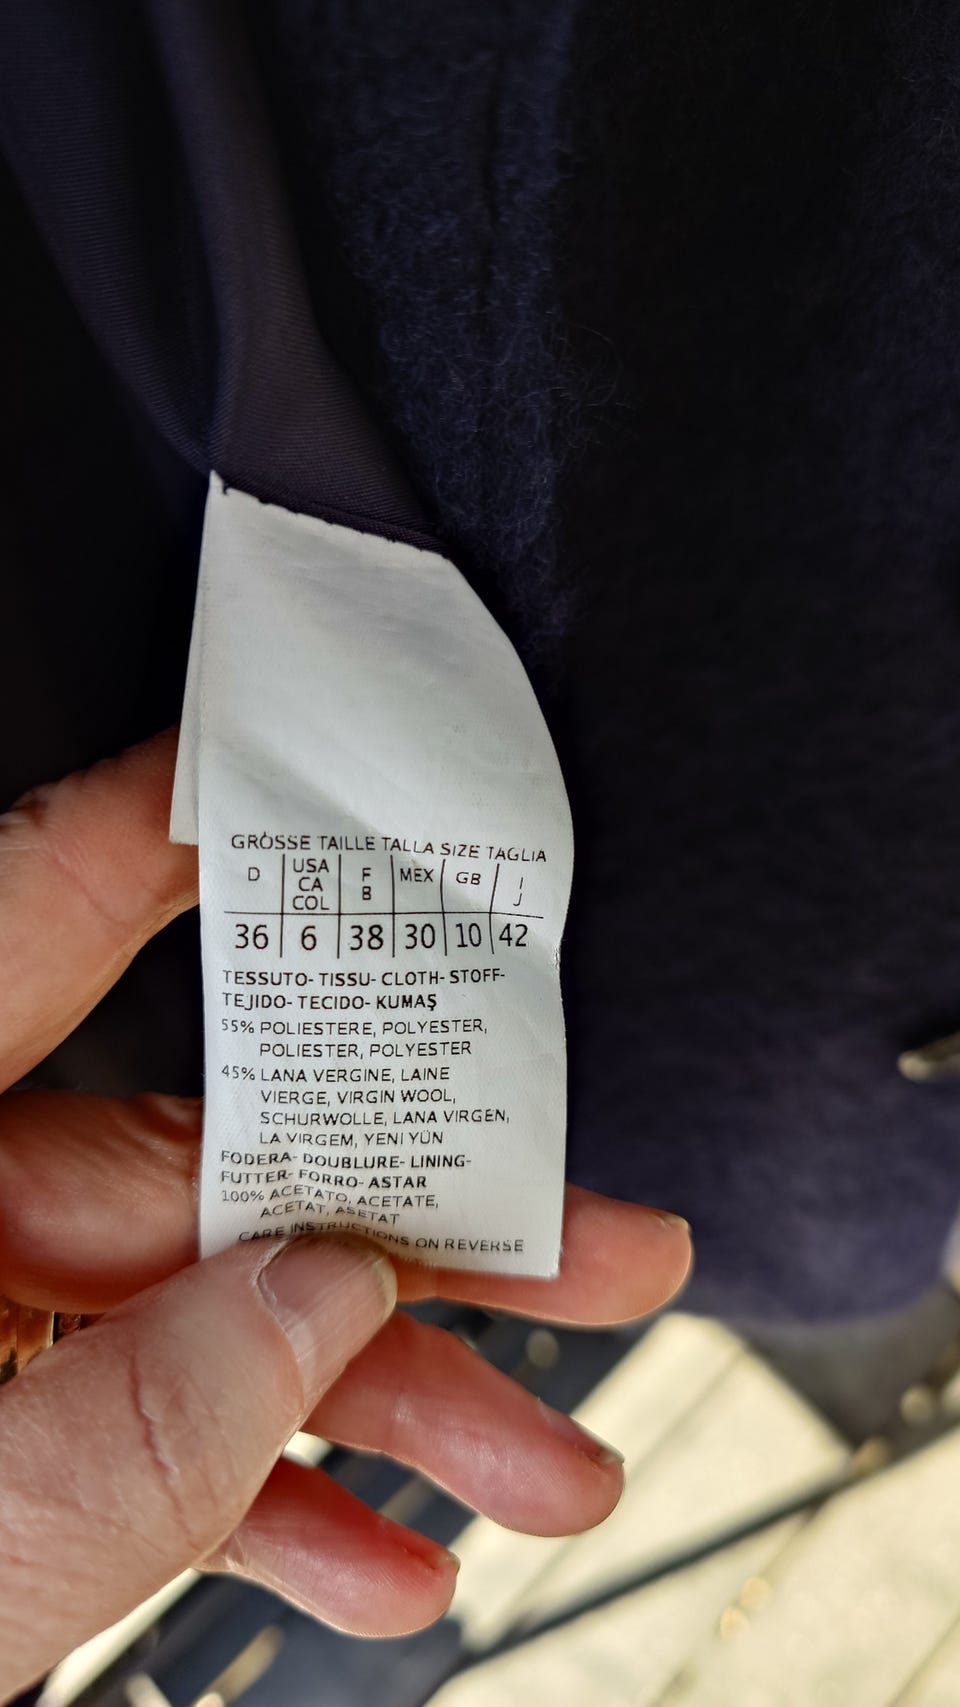 GRÖSSE TAILLE TALLA SIZE TAGLIA
D USA CA COL F B MEX GB I J
36 6 38 30 10 42
TESSUTO- TISSU- CLOTH- STOFF-
TEJIDO- TECIDO- KUMAŞ
55% POLIESTERE, POLYESTER,
POLIESTER, POLYESTER
45% LANA VERGINE, LAINE
VIERGE, VIRGIN WOOL,
SCHURWOLLE, LANA VIRGEN,
LA VIRGEM, YENI YÜN
FODERA- DOUBLURE- LINING-
FUTTER- FORRO- ASTAR
100% ACETATO, ACETATE,
ACETAT, ASETAT
CARE INSTRUCTIONS ON REVERSE